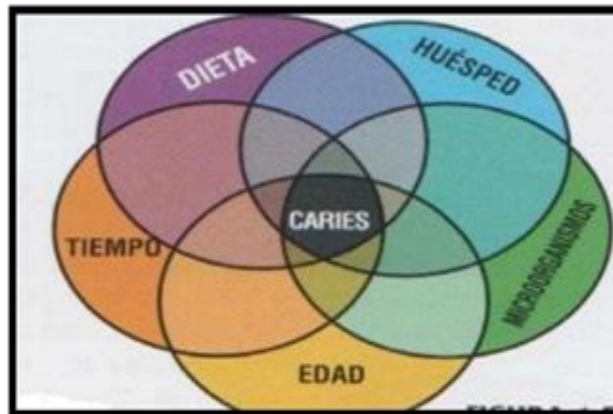 DIETA
HUÉSPED
CARIES
TIEMPO
MICROORGANISMOS
EDAD